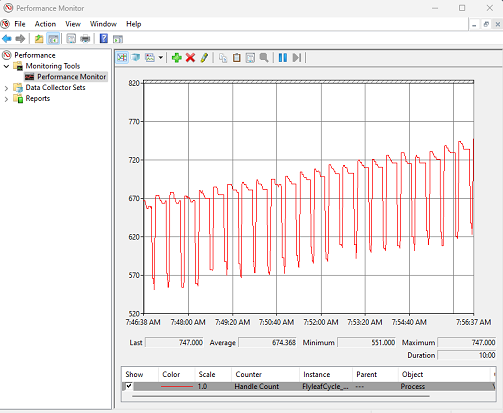 Performance Monitor
File Action View Window Help
Performance
Monitoring Tools
Performance Monitor
Data Collector Sets
Reports
820
770
720
670
620
570
520
7:46:38 AM 7:48:00 AM 7:49:20 AM 7:50:40 AM 7:52:00 AM 7:53:20 AM 7:54:40 AM 7:56:37 AM
Last 747.000 Average 674.368 Minimum 551.000 Maximum 747.000
Duration 10:00
Show Color Scale Counter Instance Parent Object
1.0 Handle Count FlyleafCycle_... --- Process